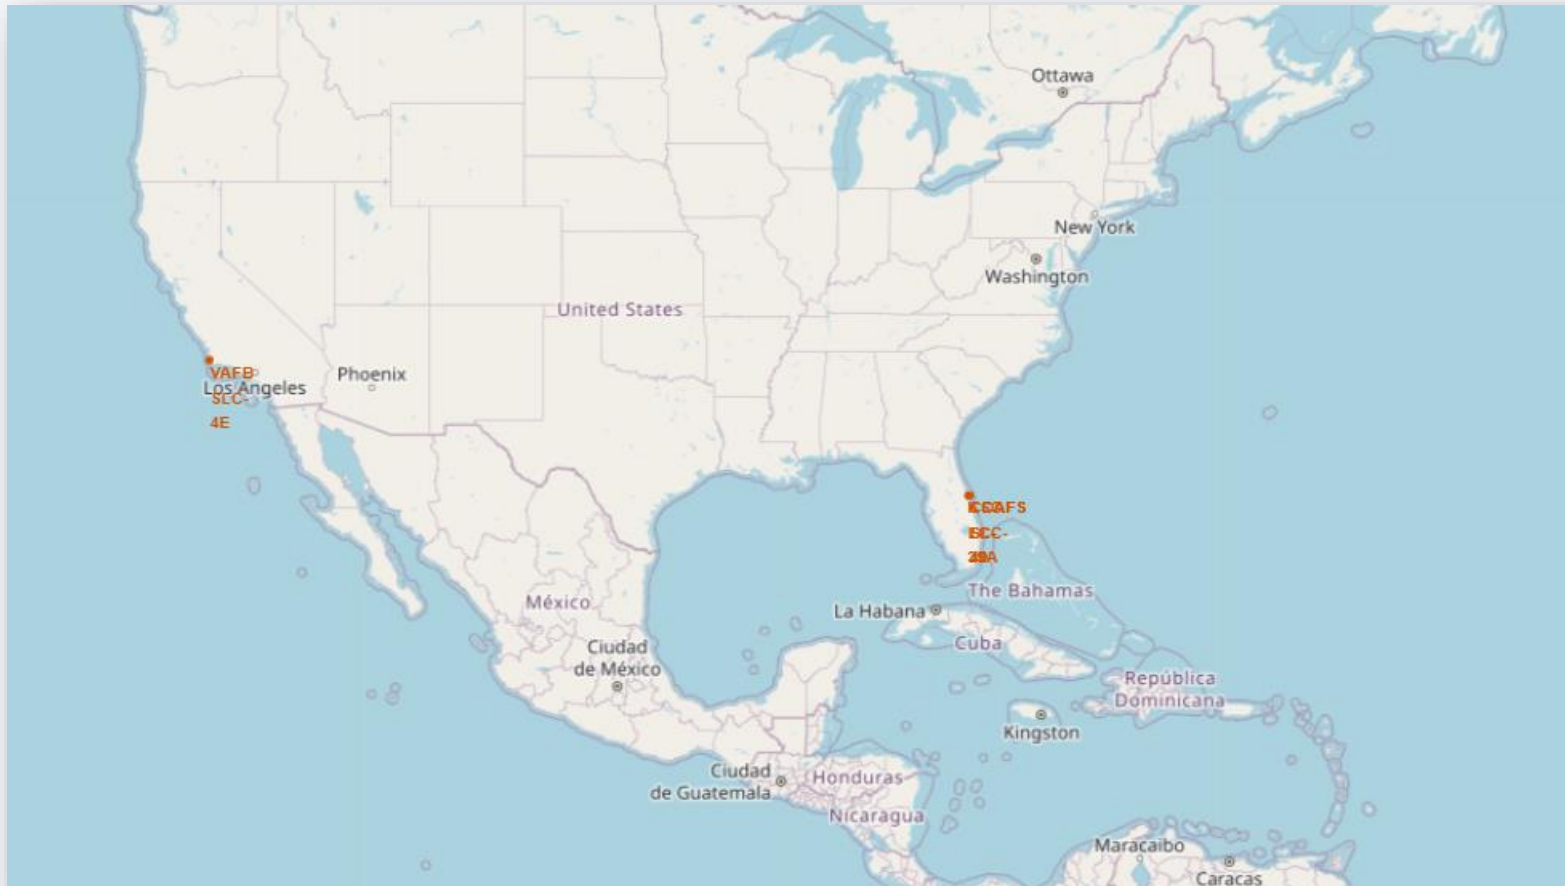 Ottawa
New York
Washington
United States
VAFB
Los Angeles
SLC-
4E
Phoenix
The Bahamas
La Habana
México
Cuba
Ciudad
de México
República
Dominicana
Kingston
Ciudad
de Guatemala
Honduras
Nicaragua
Maracaibo
Caracas